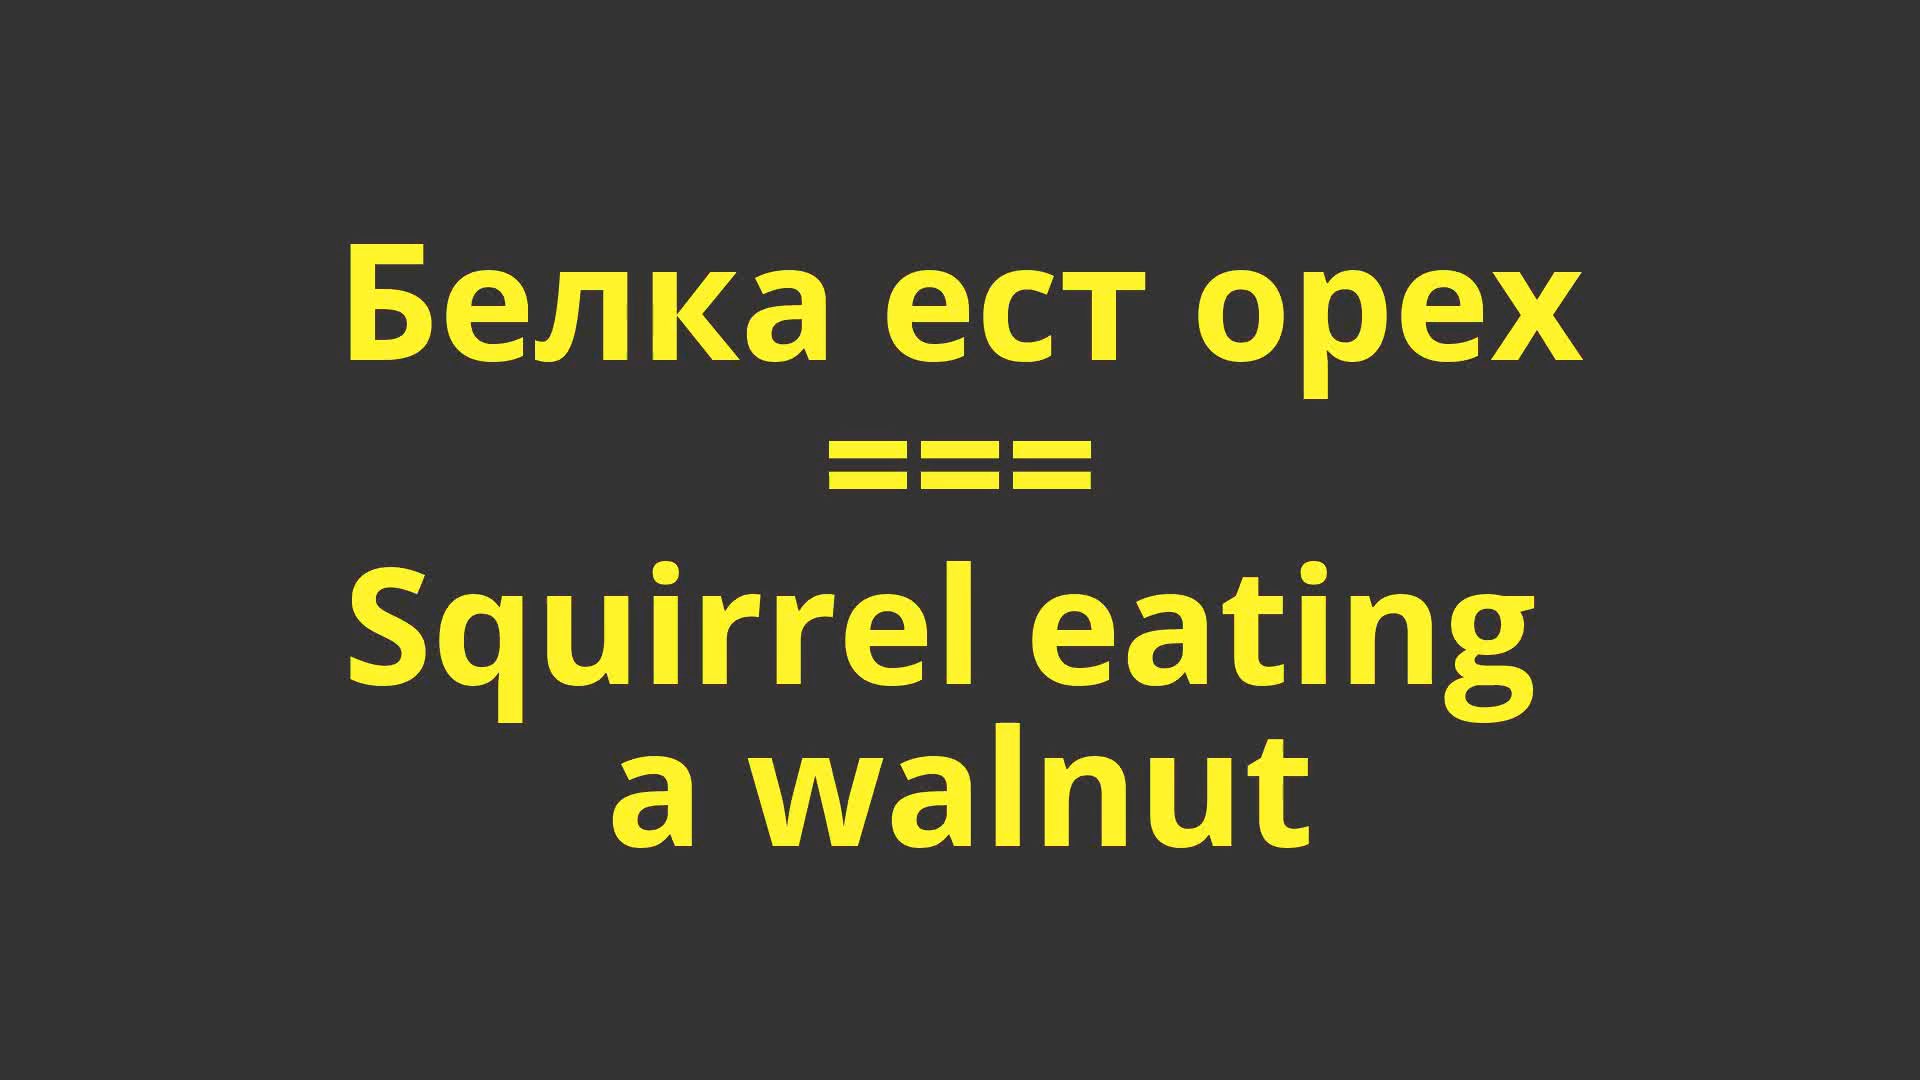 Белка ест орех
===
Squirrel eating
a walnut